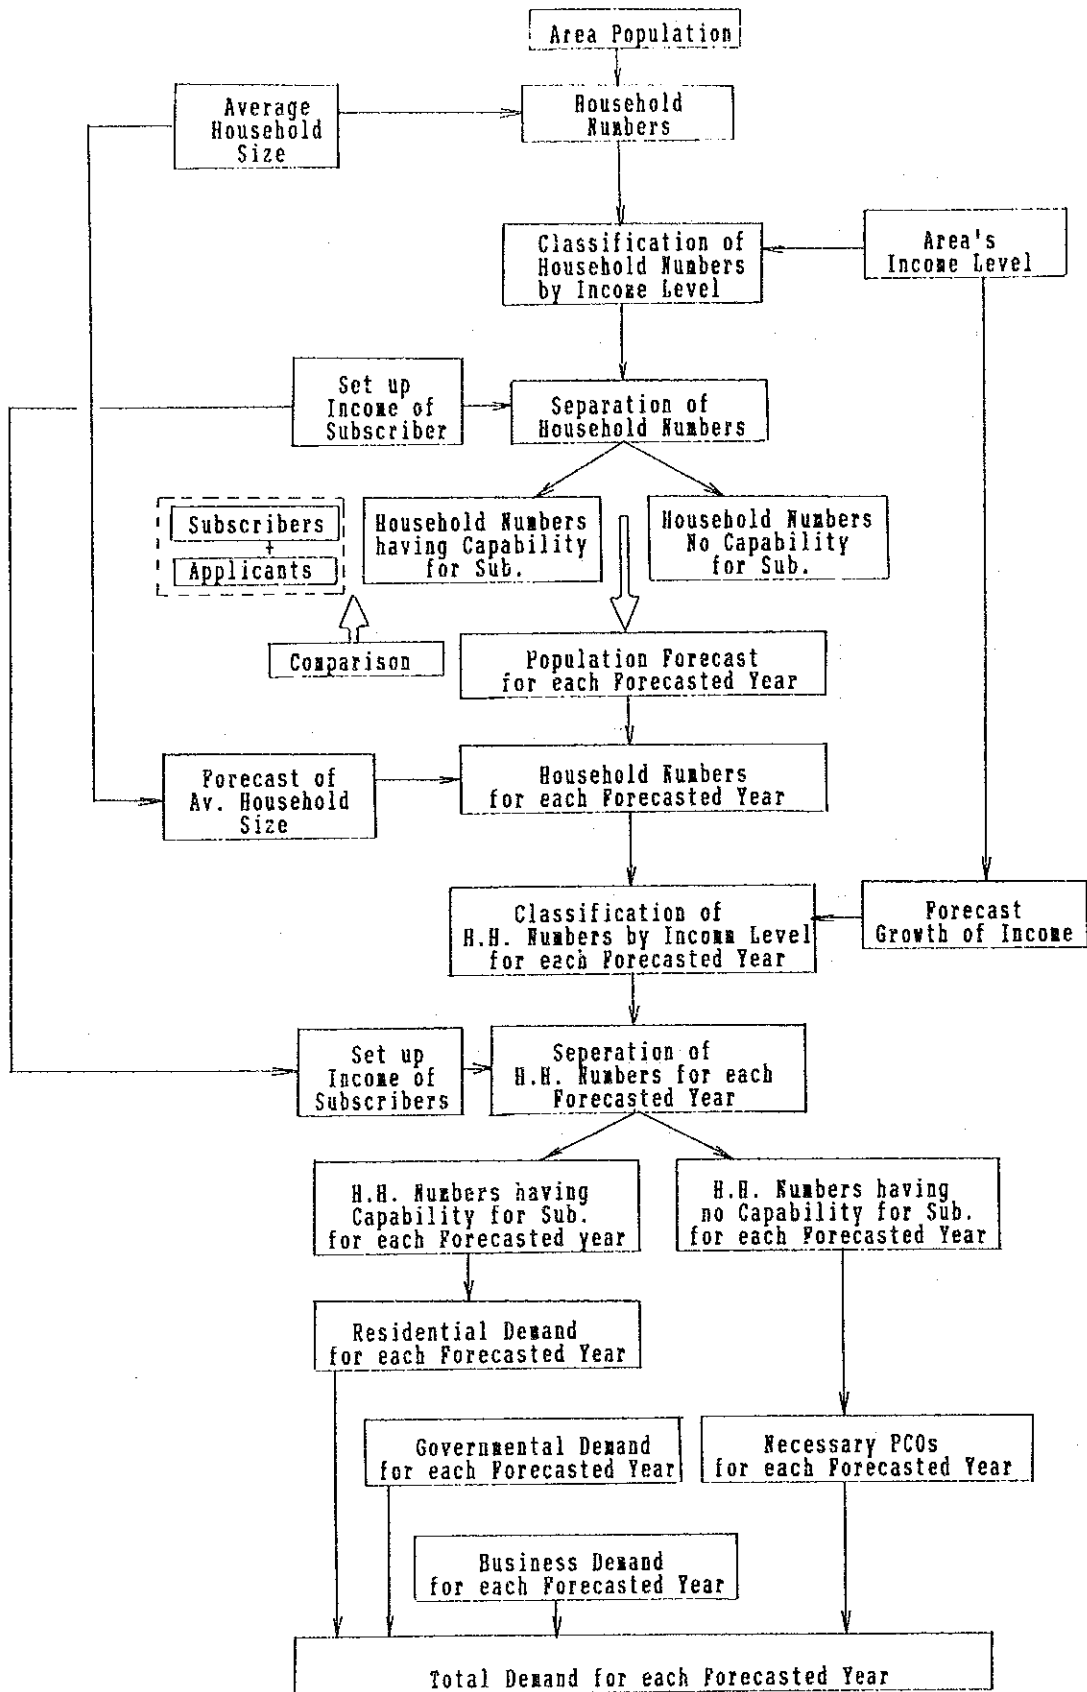 Area Population
Average
Household
Size
Household
Numbers
Classification of
Household Numbers
by Income Level
Area's
Income Level
Set up
Income of
Subscriber
Separation of
Household Numbers
Subscribers
+
Applicants
Household Numbers
having Capability
for Sub.
Household Numbers
No Capability
for Sub.
Comparison
Population Forecast
for each Forecasted Year
Forecast of
Av. Household
Size
Household Numbers
for each Forecasted Year
Classification of
H.H. Numbers by Income Level
for each Forecasted Year
Forecast
Growth of Income
Set up
Income of
Subscribers
Seperation of
H.H. Numbers for each
Forecasted Year
H.H. Numbers having
Capability for Sub.
for each Forecasted year
H.H. Numbers having
no Capability for Sub.
for each Forecasted Year
Residential Demand
for each Forecasted Year
Governmental Demand
for each Forecasted Year
Necessary PCOs
for each Forecasted Year
Business Demand
for each Forecasted Year
Total Demand for each Forecasted Year